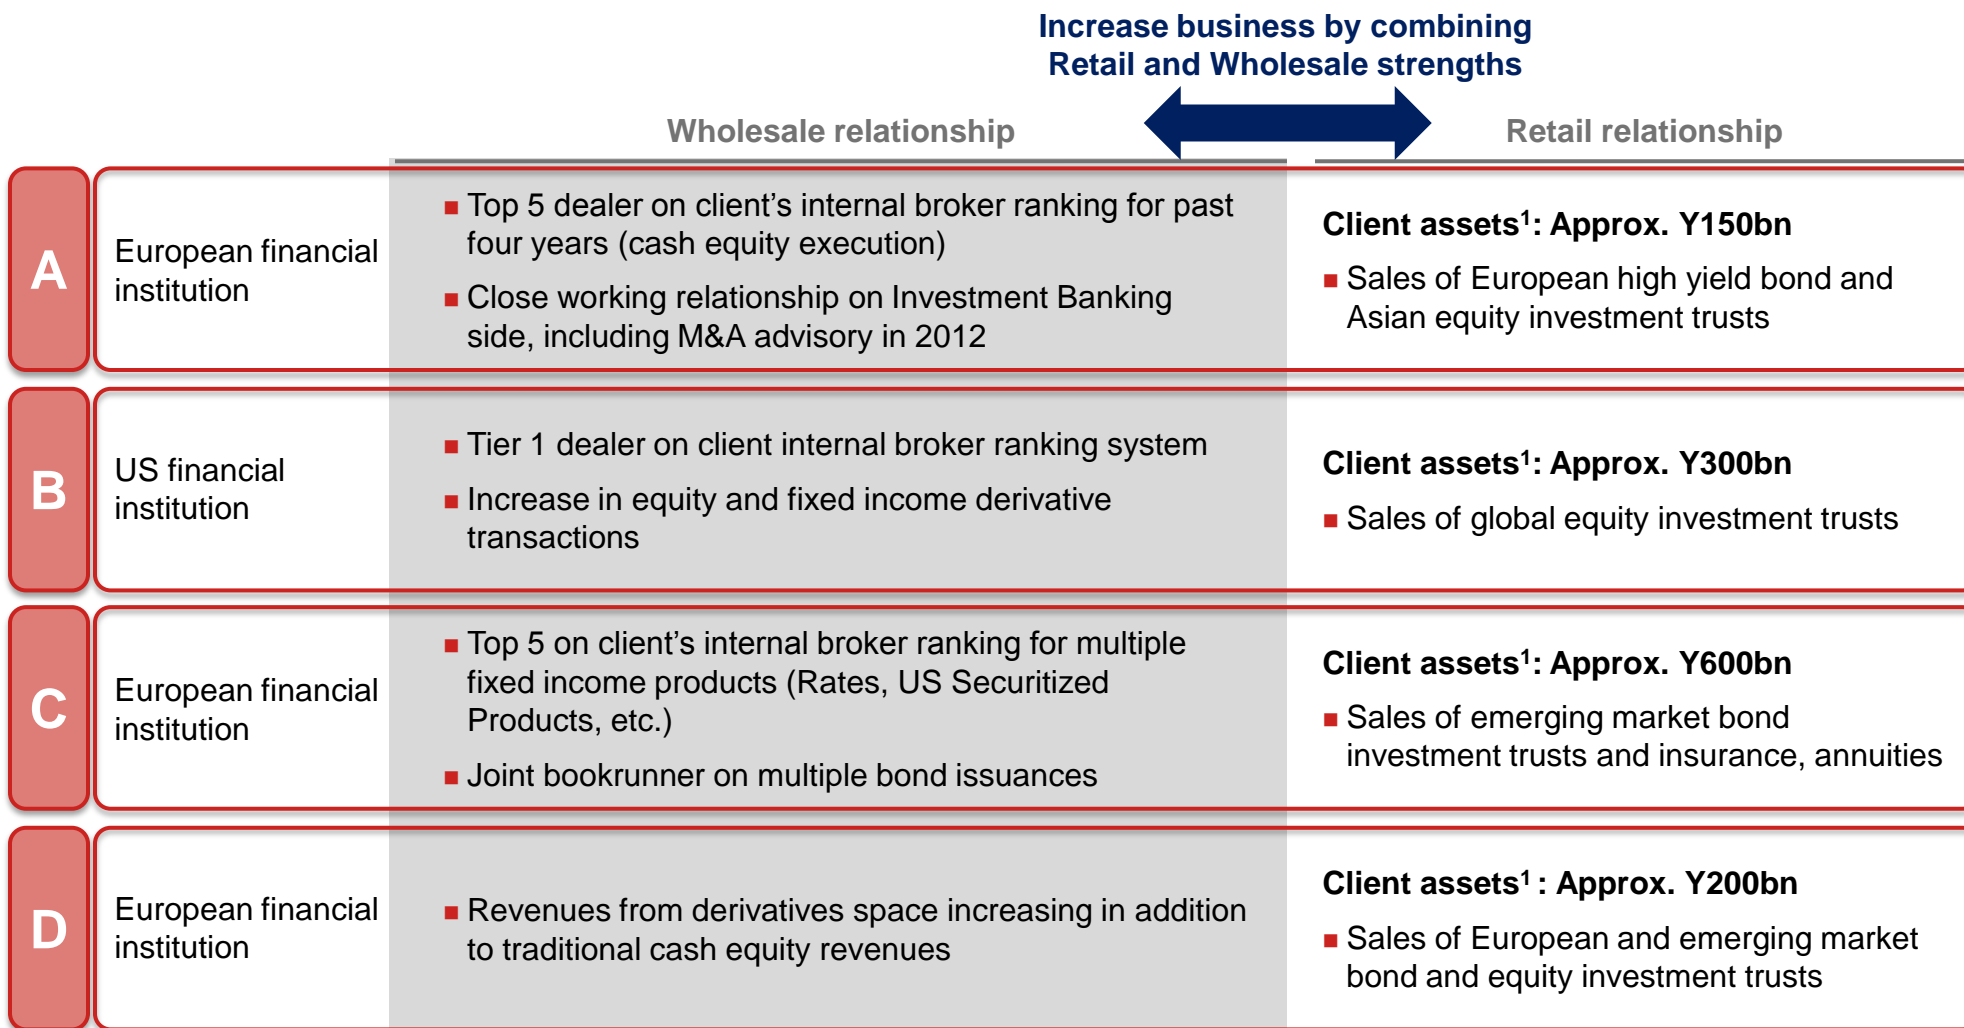 Increase business by combining
Retail and Wholesale strengths
Wholesale relationship
Retail relationship
A
European financial
institution
■ Top 5 dealer on client’s internal broker ranking for past
four years (cash equity execution)
■ Close working relationship on Investment Banking
side, including M&A advisory in 2012
Client assets¹: Approx. Y150bn
■ Sales of European high yield bond and
Asian equity investment trusts
B
US financial
institution
■ Tier 1 dealer on client internal broker ranking system
■ Increase in equity and fixed income derivative
transactions
Client assets¹: Approx. Y300bn
■ Sales of global equity investment trusts
C
European financial
institution
■ Top 5 on client’s internal broker ranking for multiple
fixed income products (Rates, US Securitized
Products, etc.)
■ Joint bookrunner on multiple bond issuances
Client assets¹: Approx. Y600bn
■ Sales of emerging market bond
investment trusts and insurance, annuities
D
European financial
institution
■ Revenues from derivatives space increasing in addition
to traditional cash equity revenues
Client assets¹ : Approx. Y200bn
■ Sales of European and emerging market
bond and equity investment trusts